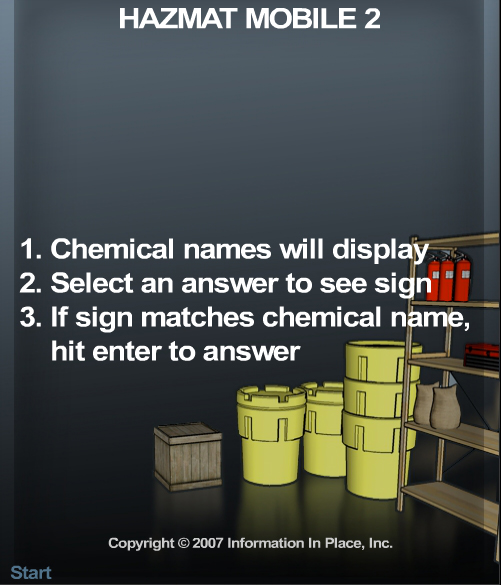 HAZMAT MOBILE 2
1. Chemical names will display
2. Select an answer to see sign
3. If sign matches chemical name,
hit enter to answer
Copyright © 2007 Information In Place, Inc.
Start